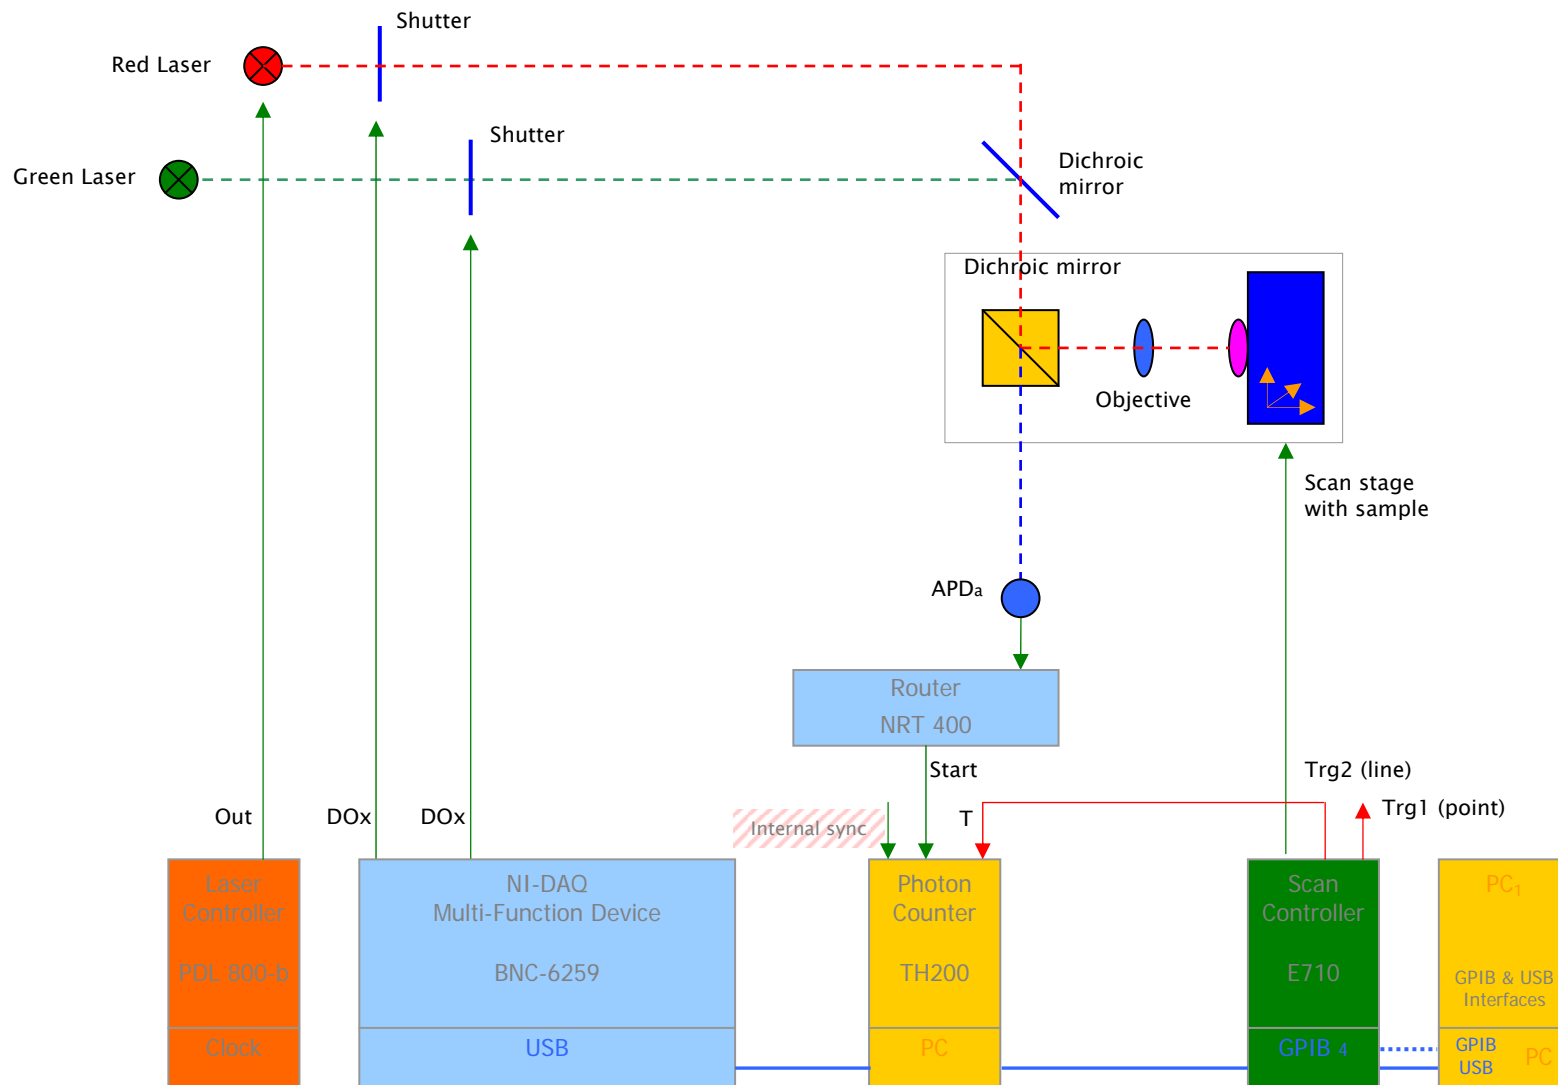 Shutter
Red Laser
Shutter
Green Laser
Dichroic
mirror
Dichroic mirror
Objective
Scan stage
with sample
APDa
Router
NRT 400
Start
Trg2 (line)
Trg1 (point)
Out
DOx
DOx
Internal sync
T
Laser
Controller
PDL 800-b
Clock
NI-DAQ
Multi-Function Device
BNC-6259
USB
Photon
Counter
TH200
PC
Scan
Controller
E710
GPIB 4
PC1
GPIB & USB
Interfaces
GPIB
USB
PC